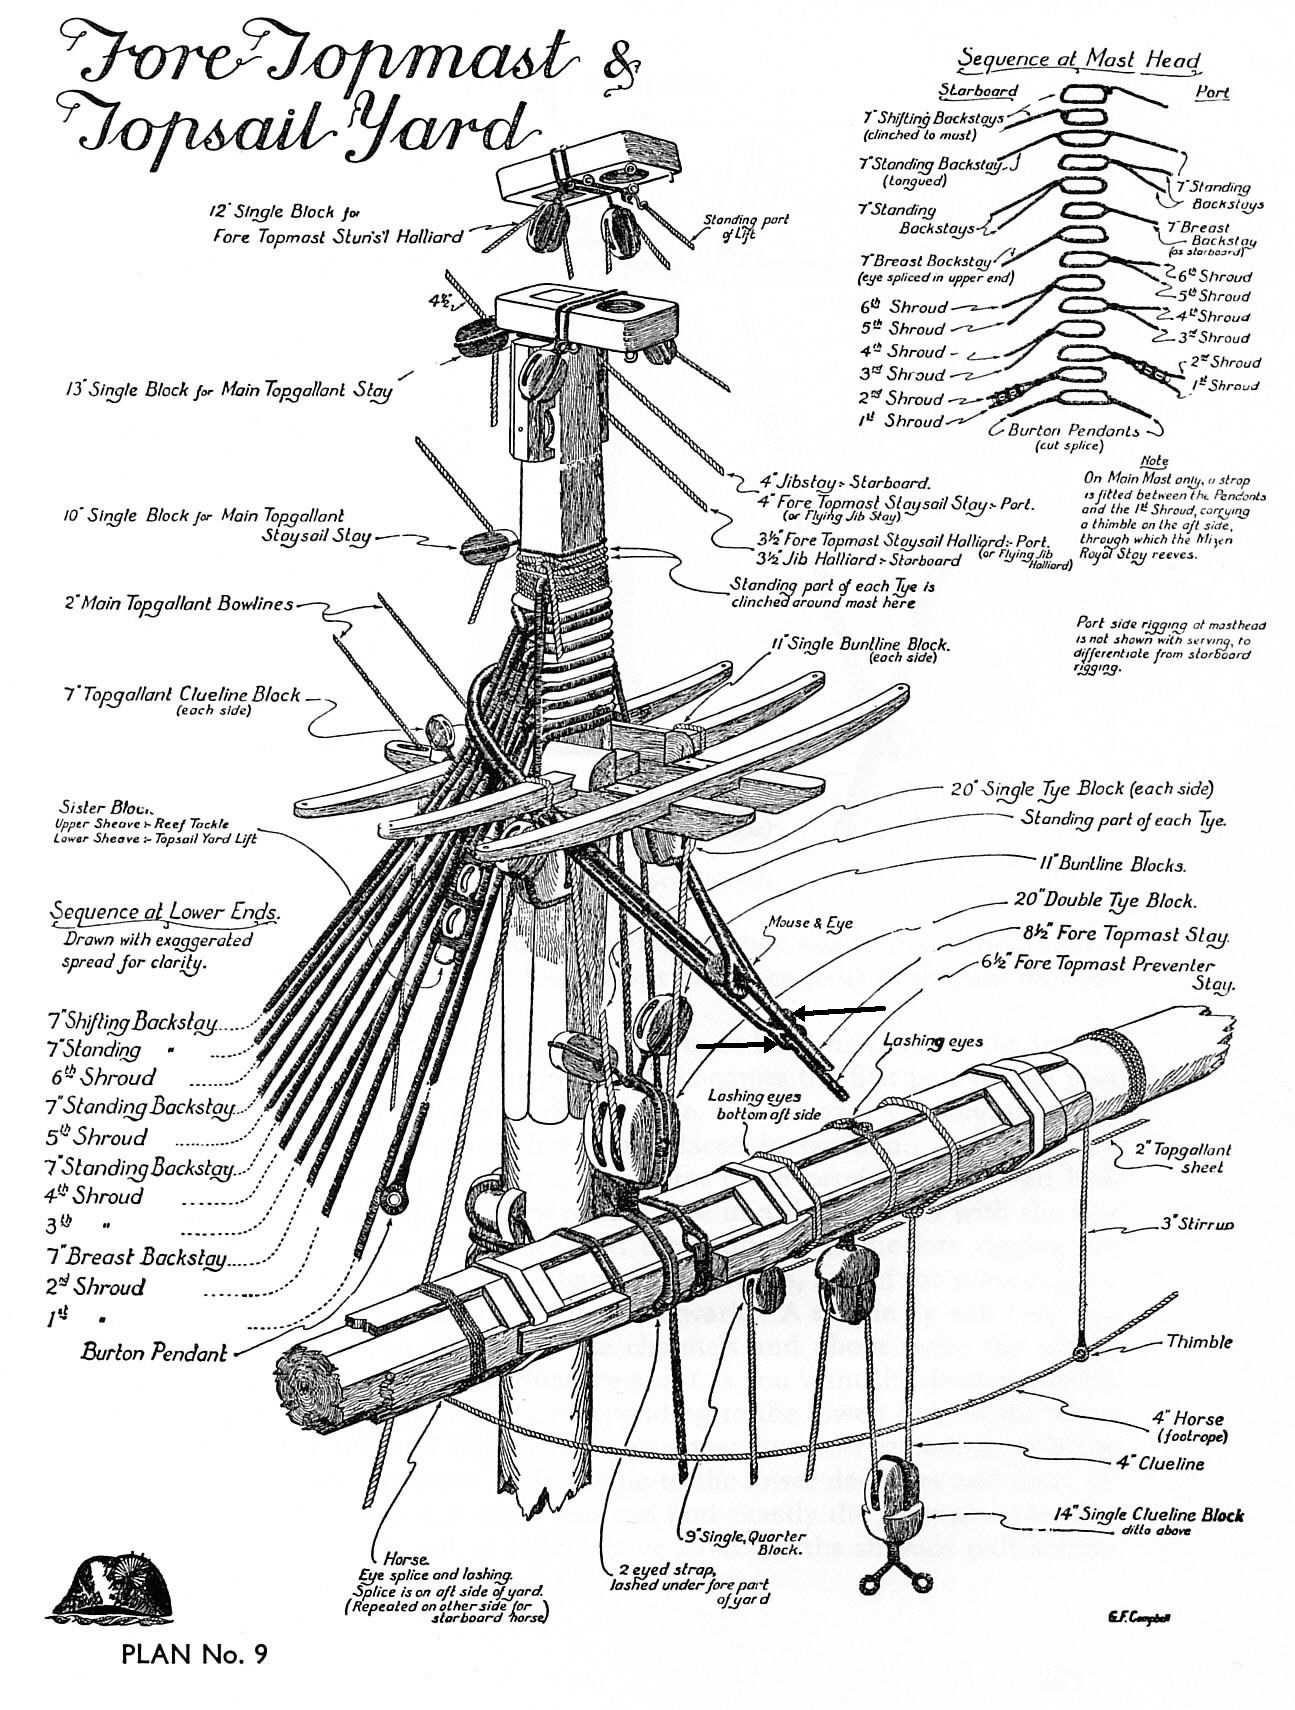 Fore Topmast &
Topsail Yard
Sequence at Mast Head
Starboard
Port
7" Shifting Backstays
(clinched to mast)
7" Standing Backstay
(tongued)
7" Standing
Backstays
7" Breast Backstay
(eye spliced in upper end)
6th Shroud
5th Shroud
4th Shroud
3rd Shroud
2nd Shroud
1st Shroud
7" Standing
Backstays
7" Breast
Backstay
(as starboard)
6th Shroud
5th Shroud
4th Shroud
3rd Shroud
2nd Shroud
1st Shroud
Burton Pendants
(cut splice)
Note
On Main Mast only, a strap
is fitted between the Pendants
and the 1st Shroud, carrying
a thimble on the aft side,
through which the Mizen
Royal Stay reeves.
Port side rigging at masthead
is not shown with serving, to
differentiate from starboard
rigging.
12" Single Block for
Fore Topmast Stuns'l Halliard
Standing part
of Lift
4½"
13" Single Block for Main Topgallant Stay
4" Jibstay:- Starboard.
4" Fore Topmast Staysail Stay:- Port.
(or Flying Jib Stay)
3½" Fore Topmast Staysail Halliard:- Port.
(or Flying Jib
Halliard)
3½" Jib Halliard:- Starboard
10" Single Block for Main Topgallant
Staysail Stay
Standing part of each Tye is
clinched around mast here
2" Main Topgallant Bowlines
11" Single Buntline Block.
(each side)
7" Topgallant Clueline Block
(each side)
Sister Block
Upper Sheave:- Reef Tackle
Lower Sheave:- Topsail Yard Lift
20" Single Tye Block (each side)
Standing part of each Tye.
11" Buntline Blocks.
20" Double Tye Block.
8½" Fore Topmast Stay.
6½" Fore Topmast Preventer
Stay.
Mouse & Eye
Sequence at Lower Ends.
Drawn with exaggerated
spread for clarity.
7" Shifting Backstay
7" Standing "
6th Shroud
7" Standing Backstay
5th Shroud
7" Standing Backstay
4th Shroud
3th "
7" Breast Backstay
2nd Shroud
1st "
Burton Pendant
Lashing eyes
Lashing eyes
bottom aft side
2" Topgallant
sheet
3" Stirrup
Thimble
4" Horse
(footrope)
4" Clueline
14" Single Clueline Block
ditto above
9" Single, Quarter
Block.
2 eyed strap,
lashed under fore part
of yard
Horse.
Eye splice and lashing.
Splice is on aft side of yard.
(Repeated on other side for
starboard horse)
G.F. Campbell
PLAN No. 9